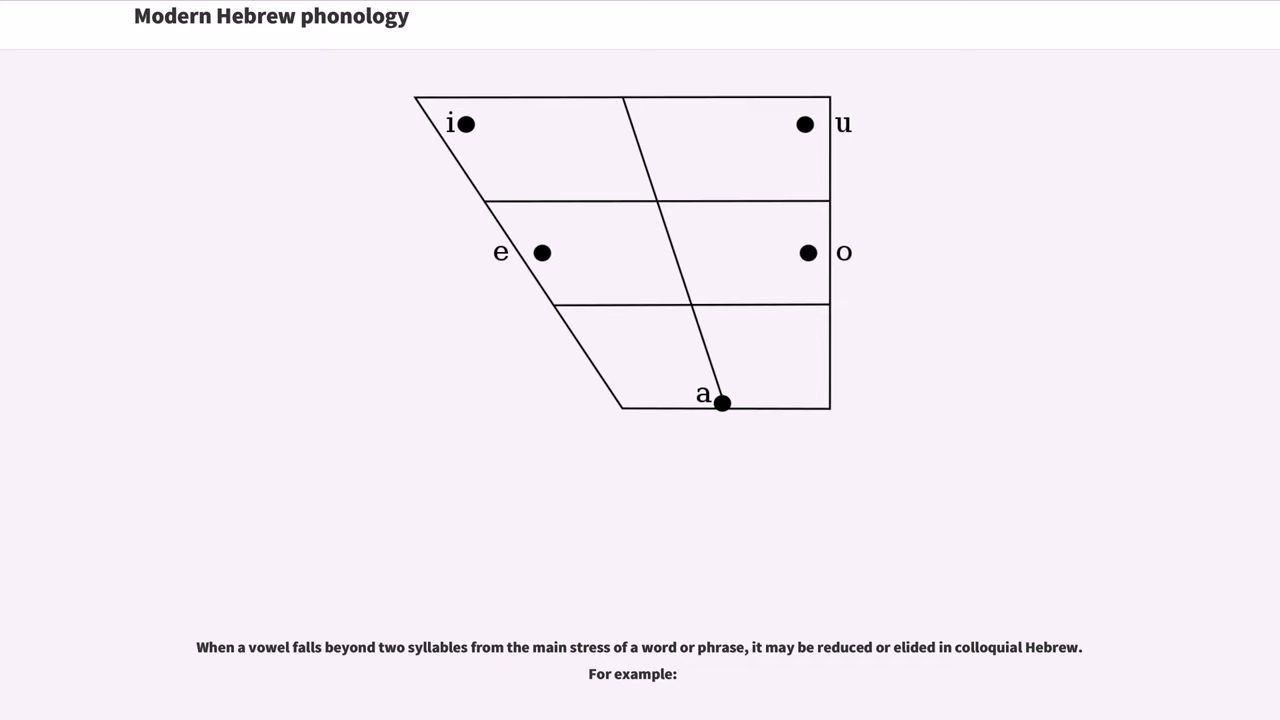 Modern Hebrew phonology
i u
e o
a
When a vowel falls beyond two syllables from the main stress of a word or phrase, it may be reduced or elided in colloquial Hebrew.
For example: